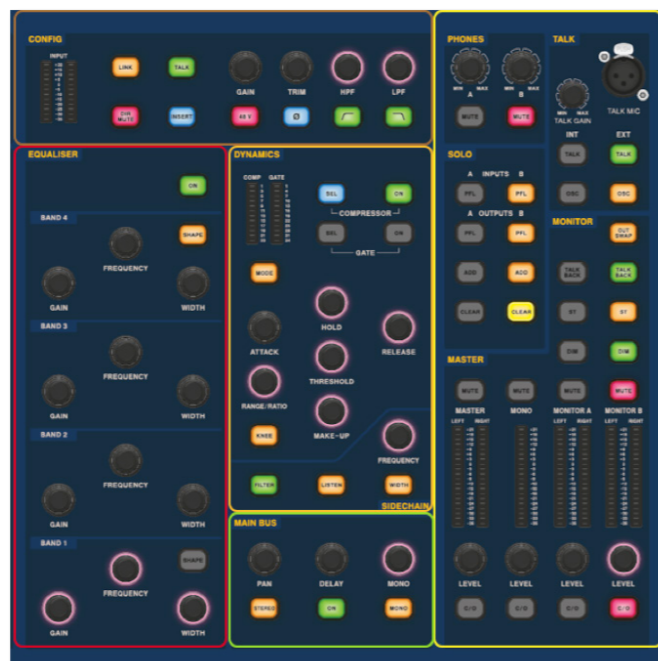 CONFIG
INPUT
LINK
TALK
GAIN
TRIM
HPF
LPF
DIR MUTE
INSERT
48 V
Ø
EQUALISER
ON
BAND 4
SHAPE
FREQUENCY
GAIN
WIDTH
BAND 3
FREQUENCY
GAIN
WIDTH
BAND 2
FREQUENCY
GAIN
WIDTH
BAND 1
SHAPE
FREQUENCY
GAIN
WIDTH
DYNAMICS
COMP GATE
SEL
ON
COMPRESSOR
SEL
ON
GATE
MODE
HOLD
ATTACK
RELEASE
THRESHOLD
RANGE/RATIO
MAKE-UP
KNEE
FREQUENCY
FILTER
LISTEN
WIDTH
SIDECHAIN
MAIN BUS
PAN
DELAY
MONO
STEREO
ON
MONO
PHONES
MIN MAX
MIN MAX
A
B
MUTE
MUTE
TALK
MIN MAX
TALK GAIN
TALK MIC
INT
EXT
TALK
TALK
OSC
OSC
SOLO
A INPUTS B
PFL
PFL
A OUTPUTS B
PFL
PFL
ADD
ADD
CLEAR
CLEAR
MONITOR
CUT SWAP
TALK BACK
TALK BACK
ST
ST
DIM
DIM
MASTER
MUTE
MUTE
MUTE
MUTE
MASTER
MONO
MONITOR A
MONITOR B
LEFT RIGHT
LEFT RIGHT
LEFT RIGHT
LEVEL
LEVEL
LEVEL
LEVEL
C/O
C/O
C/O
C/O